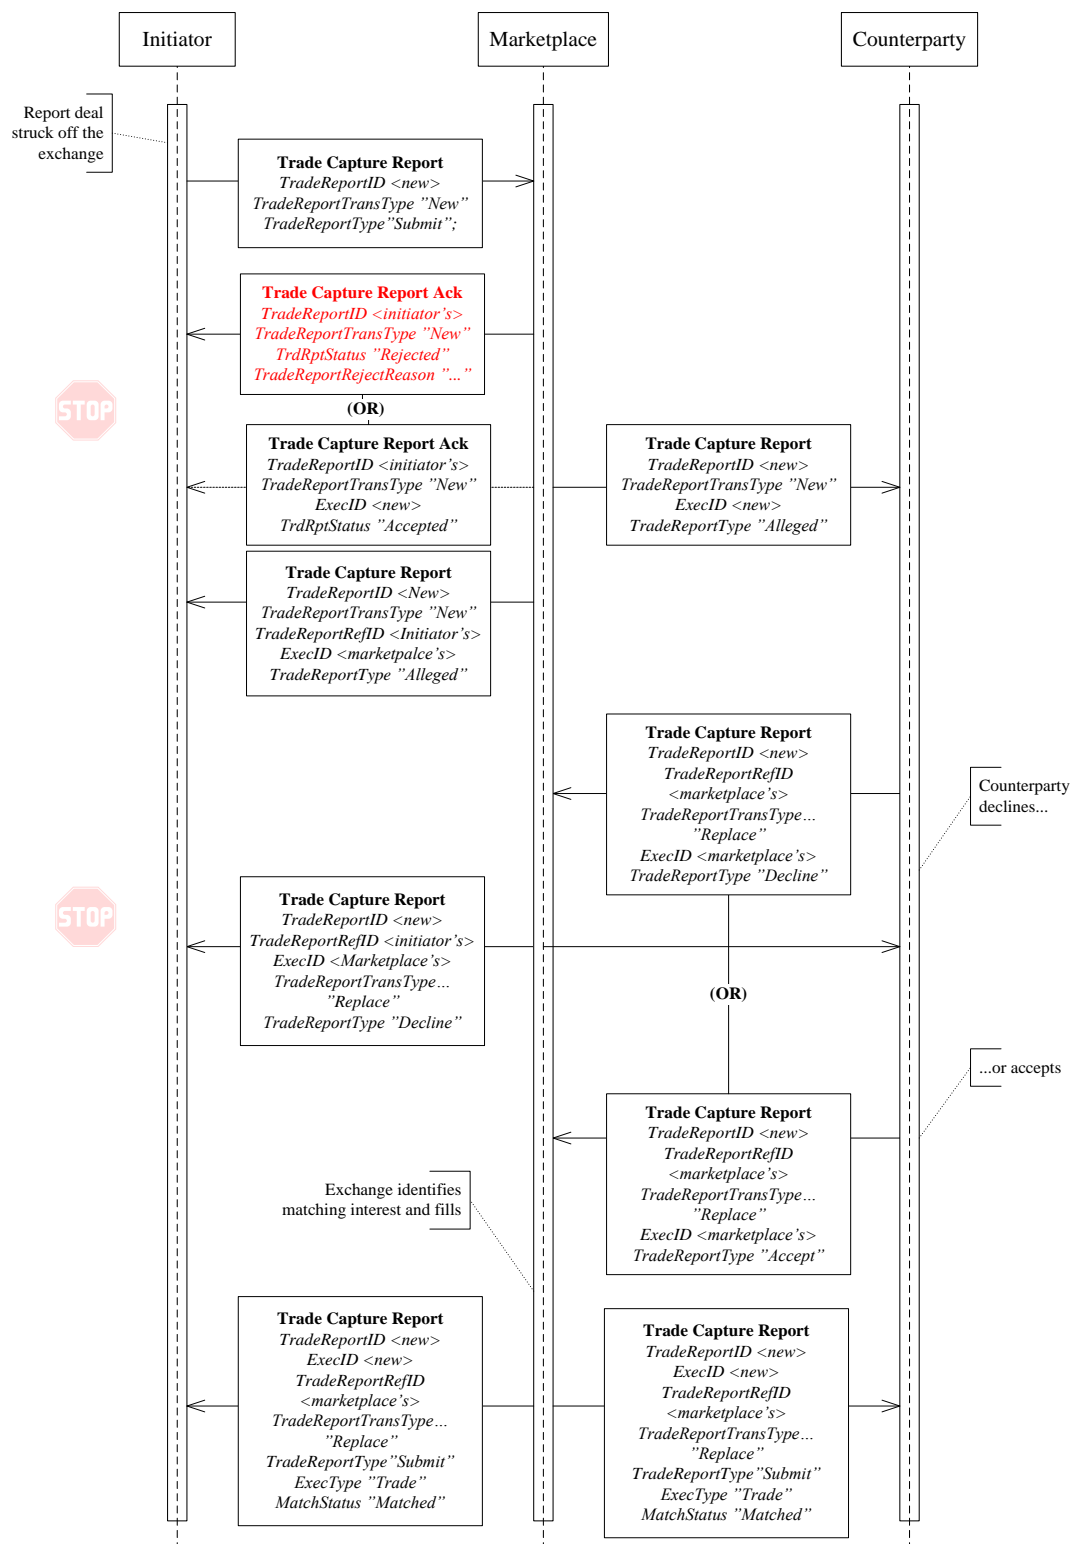 Initiator
Marketplace
Counterparty
Report deal
struck off the
exchange
Trade Capture Report
TradeReportID <new>
TradeReportTransType ”New”
TradeReportType”Submit”;
Trade Capture Report Ack
TradeReportID <initiator’s>
TradeReportTransType ”New”
TrdRptStatus ”Rejected”
TradeReportRejectReason ”...”
STOP
(OR)
Trade Capture Report Ack
TradeReportID <initiator’s>
TradeReportTransType ”New”
ExecID <new>
TrdRptStatus ”Accepted”
Trade Capture Report
TradeReportID <new>
TradeReportTransType ”New”
ExecID <new>
TradeReportType ”Alleged”
Trade Capture Report
TradeReportID <New>
TradeReportTransType ”New”
TradeReportRefID <Initiator’s>
ExecID <marketpalce’s>
TradeReportType ”Alleged”
Trade Capture Report
TradeReportID <new>
TradeReportRefID
<marketplace’s>
TradeReportTransType…
”Replace”
ExecID <marketplace’s>
TradeReportType ”Decline”
Counterparty
declines...
STOP
Trade Capture Report
TradeReportID <new>
TradeReportRefID <initiator’s>
ExecID <Marketplace’s>
TradeReportTransType…
”Replace”
TradeReportType ”Decline”
(OR)
...or accepts
Trade Capture Report
TradeReportID <new>
TradeReportRefID
<marketplace’s>
TradeReportTransType…
”Replace”
ExecID <marketplace’s>
TradeReportType ”Accept”
Exchange identifies
matching interest and fills
Trade Capture Report
TradeReportID <new>
ExecID <new>
TradeReportRefID
<marketplace’s>
TradeReportTransType…
”Replace”
TradeReportType”Submit”
ExecType ”Trade”
MatchStatus ”Matched”
Trade Capture Report
TradeReportID <new>
ExecID <new>
TradeReportRefID
<marketplace’s>
TradeReportTransType…
”Replace”
TradeReportType”Submit”
ExecType ”Trade”
MatchStatus ”Matched”